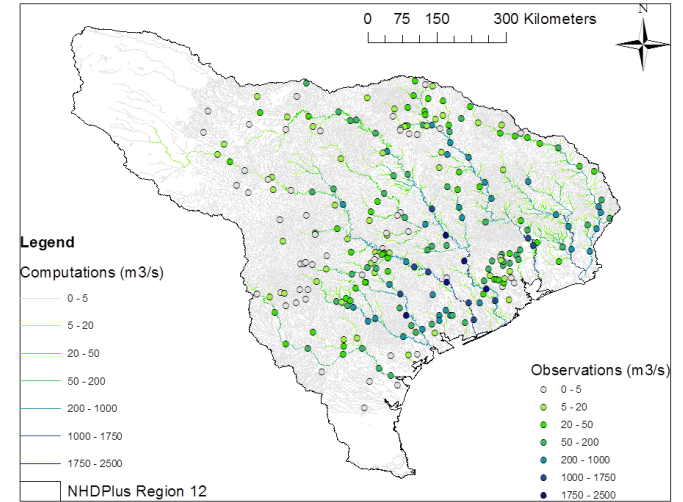 0 75 150 300 Kilometers
N
Legend
Computations (m3/s)
0 - 5
5 - 20
20 - 50
50 - 200
200 - 1000
1000 - 1750
1750 - 2500
NHDPlus Region 12
Observations (m3/s)
0 - 5
5 - 20
20 - 50
50 - 200
200 - 1000
1000 - 1750
1750 - 2500